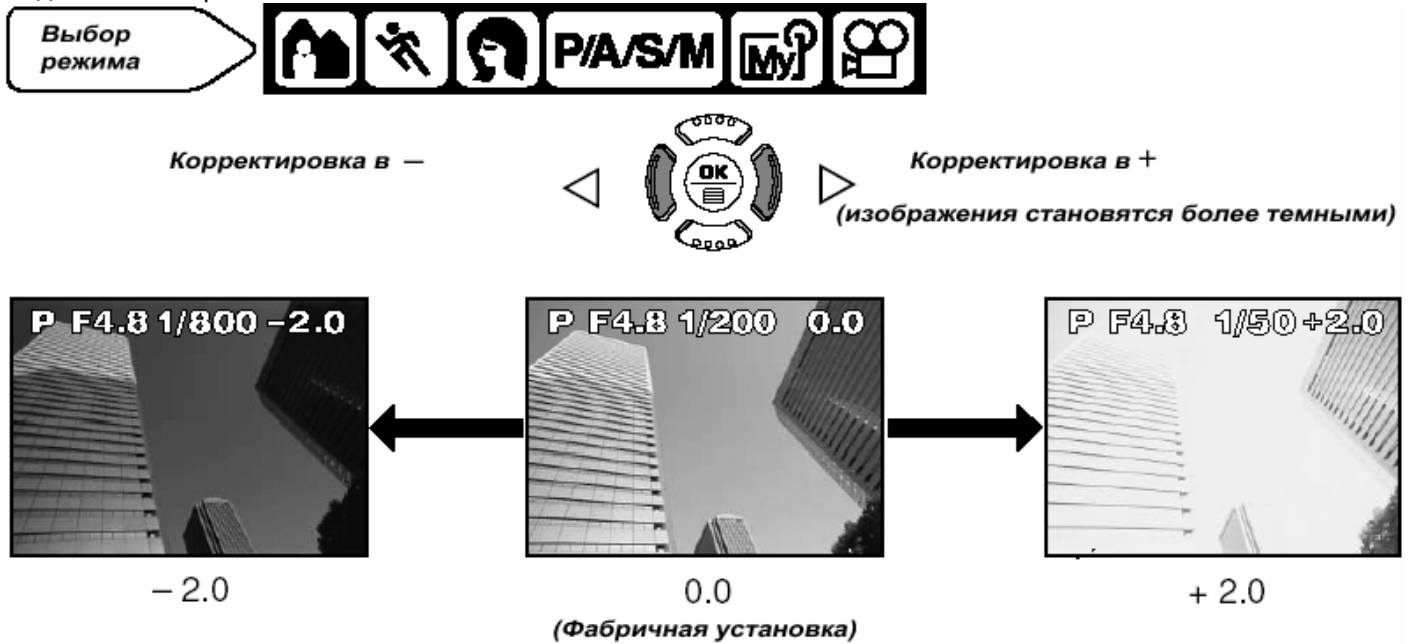 Выбор
режима
P/A/S/M
My
Корректировка в –
OK
Корректировка в +
(изображения становятся более темными)
P F4.8 1/800 -2.0
P F4.8 1/200 0.0
P F4.8 1/50 +2.0
– 2.0
0.0
+ 2.0
(Фабричная установка)